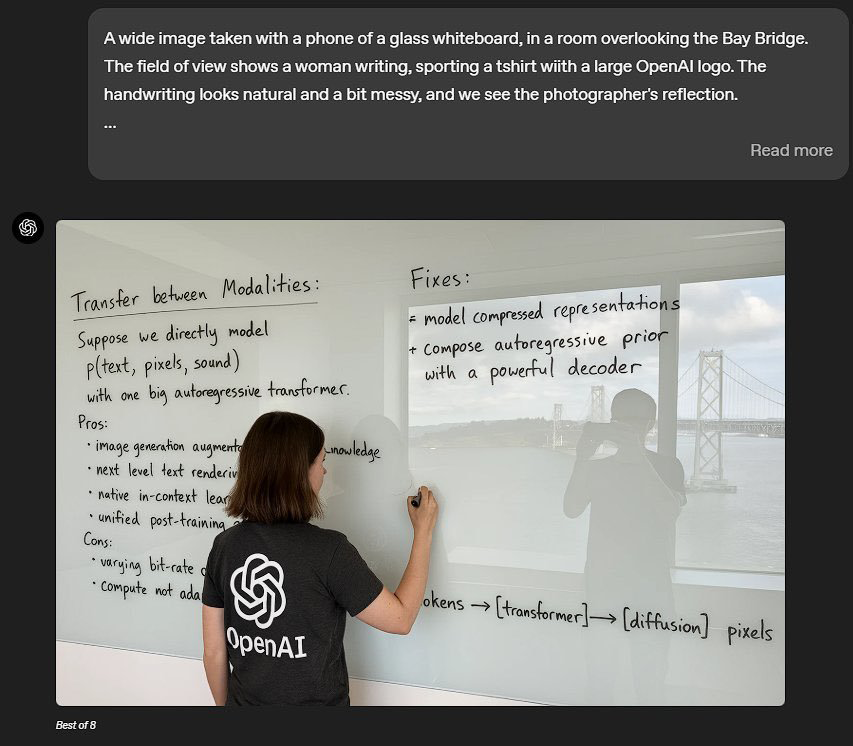 A wide image taken with a phone of a glass whiteboard, in a room overlooking the Bay Bridge.
The field of view shows a woman writing, sporting a tshirt wiith a large OpenAI logo. The
handwriting looks natural and a bit messy, and we see the photographer's reflection.
...
Read more
Transfer between Modalities:
Suppose we directly model
p(text, pixels, sound)
with one big autoregressive transformer.
Pros:
• image generation augmente
• next level text renderin
• native in-context lear
• unified post-training
Cons:
• varying bit-rate
• compute not ada
Fixes:
= model compressed representations
+ compose autoregressive prior
with a powerful decoder
okens → [transformer] → [diffusion] pixels
OpenAI
Best of 8